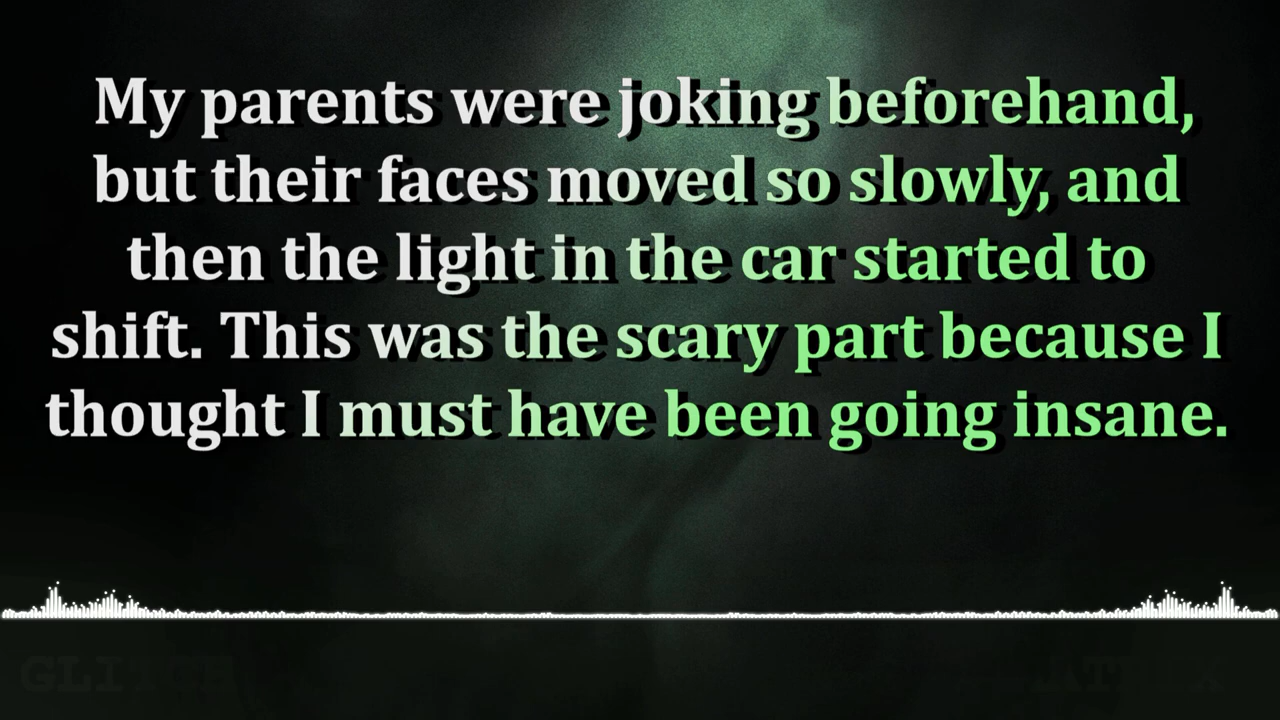 My parents were joking beforehand,
but their faces moved so slowly, and
then the light in the car started to
shift. This was the scary part because I
thought I must have been going insane.
GLITCH